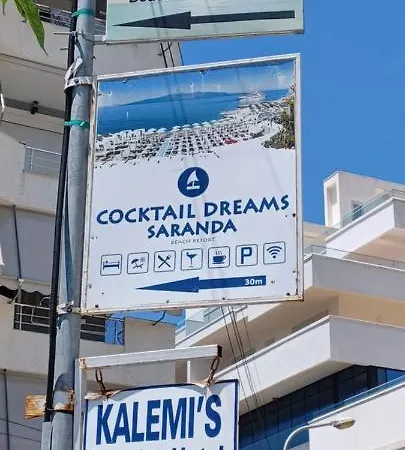 COCKTAIL DREAMS
SARANDA
BEACH RESORT
P
30m
KALEMI'S